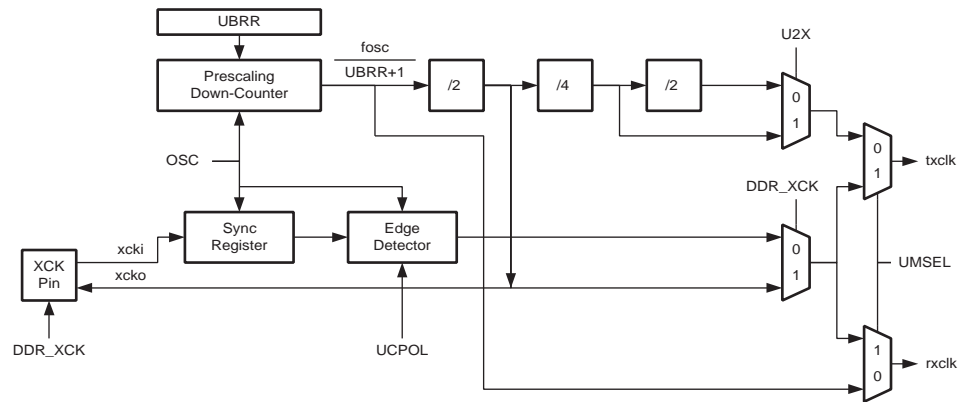 UBRR
fosc
U2X
Prescaling
Down-Counter
UBRR+1
/2
/4
/2
0
1
OSC
0
1
txclk
DDR_XCK
Sync
Register
Edge
Detector
xcki
0
1
XCK
Pin
xcko
UMSEL
DDR_XCK
UCPOL
1
0
rxclk